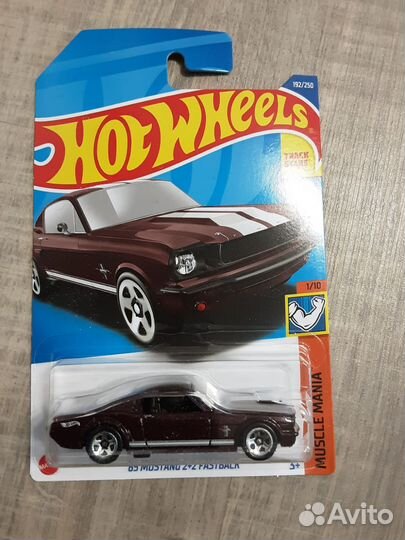 192/250
HOT WHEELS
TRACK STARS
1/10
MUSCLE MANIA
65 MUSTANG 2+2 FASTBACK
3+
Avito